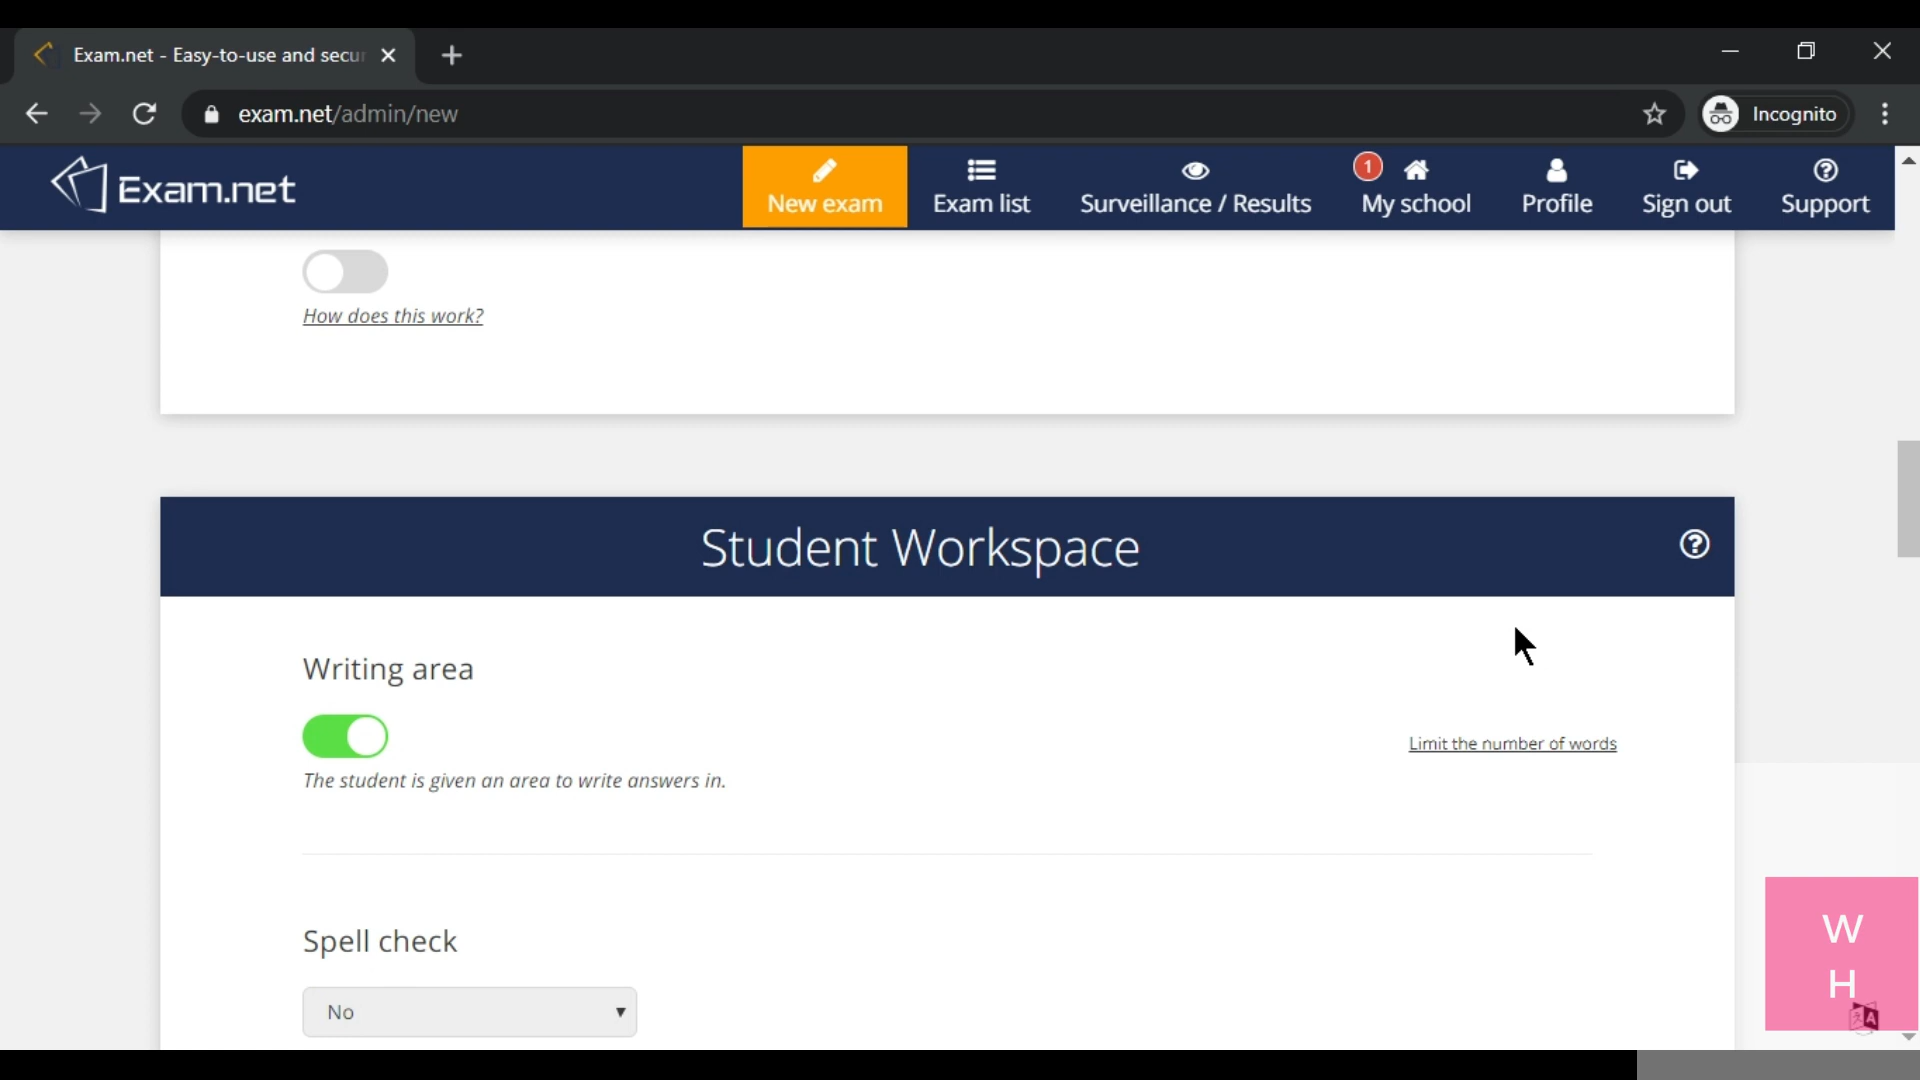 Exam.net - Easy-to-use and secur
exam.net/admin/new
Incognito
Exam.net
New exam
Exam list
Surveillance / Results
1
My school
Profile
Sign out
Support
How does this work?
Student Workspace
Writing area
Limit the number of words
The student is given an area to write answers in.
Spell check
No
W
H